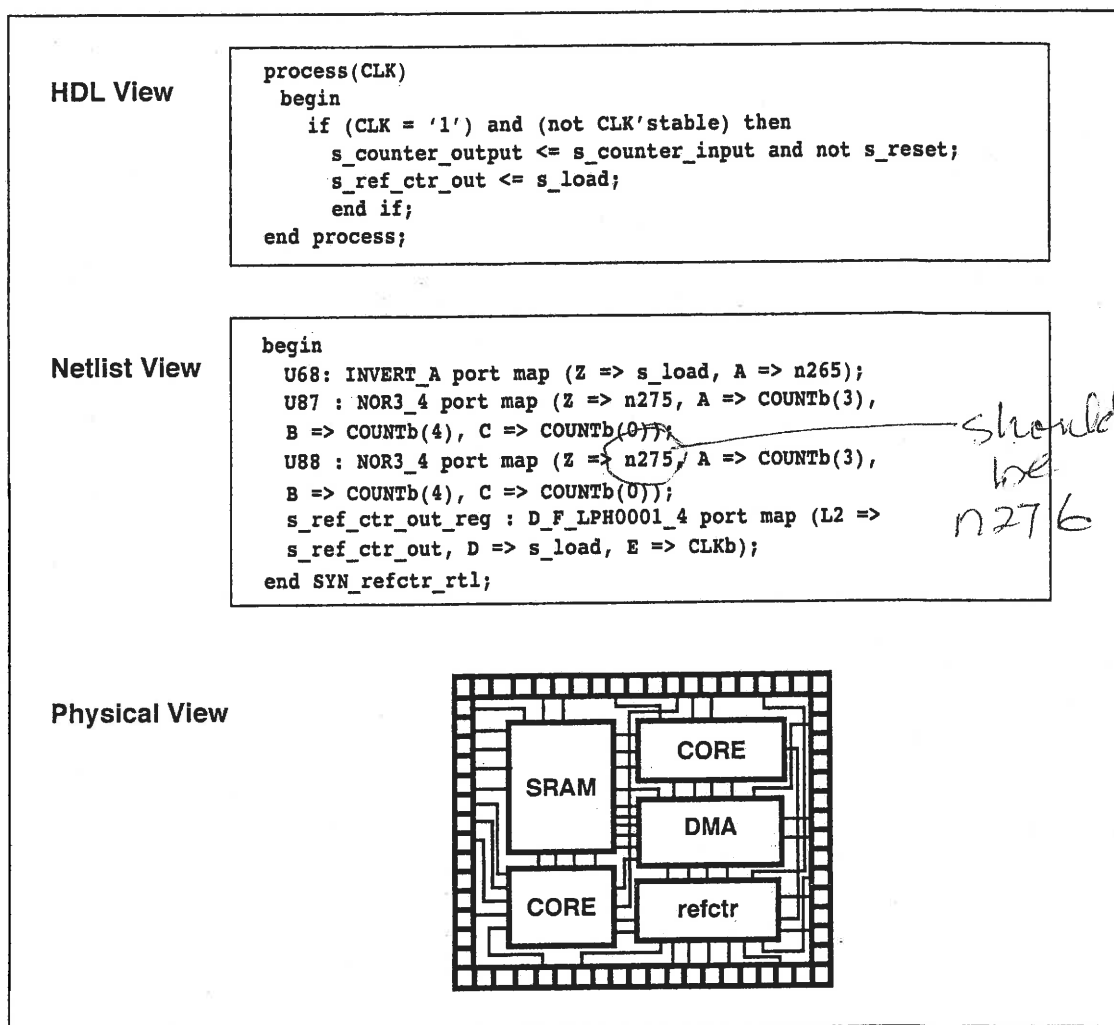 HDL View
process(CLK)
begin
if (CLK = '1') and (not CLK'stable) then
s_counter_output <= s_counter_input and not s_reset;
s_ref_ctr_out <= s_load;
end if;
end process;
Netlist View
begin
U68: INVERT_A port map (Z => s_load, A => n265);
U87 : NOR3_4 port map (Z => n275, A => COUNTb(3),
B => COUNTb(4), C => COUNTb(0));
U88 : NOR3_4 port map (Z => n275, A => COUNTb(3),
B => COUNTb(4), C => COUNTb(0));
s_ref_ctr_out_reg : D_F_LPH0001_4 port map (L2 =>
s_ref_ctr_out, D => s_load, E => CLKb);
end SYN_refctr_rtl;
should
be
n276
Physical View
SRAM
CORE
DMA
CORE
refctr